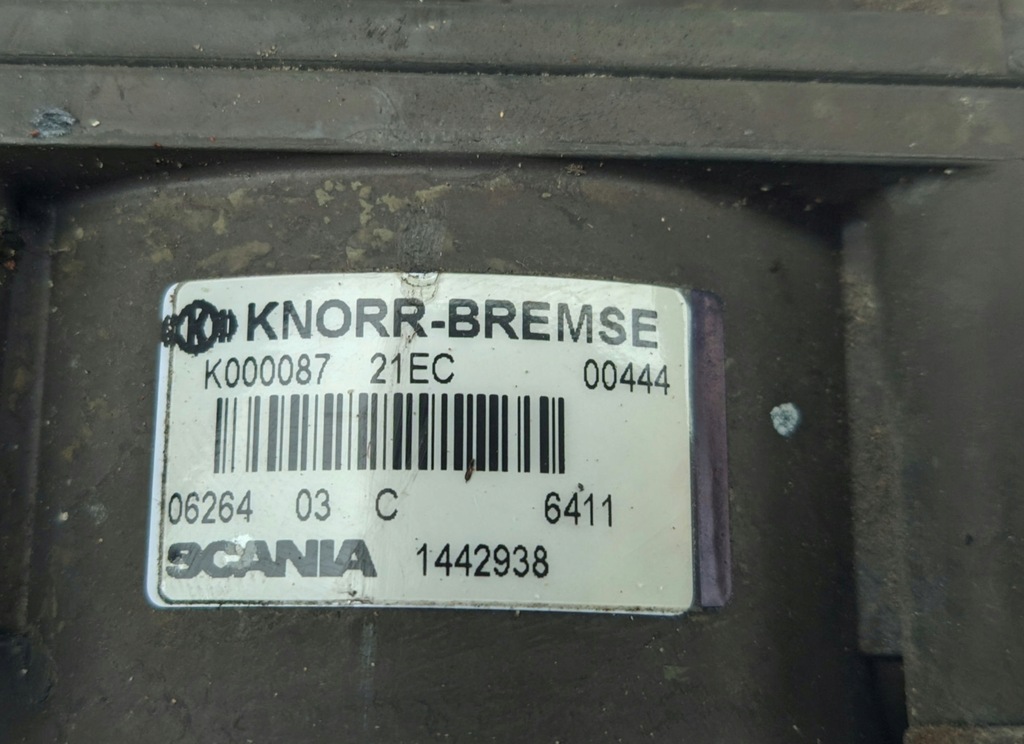 K KNORR-BREMSE
K000087 21EC 00444
06264 03 C 6411
SCANIA 1442938